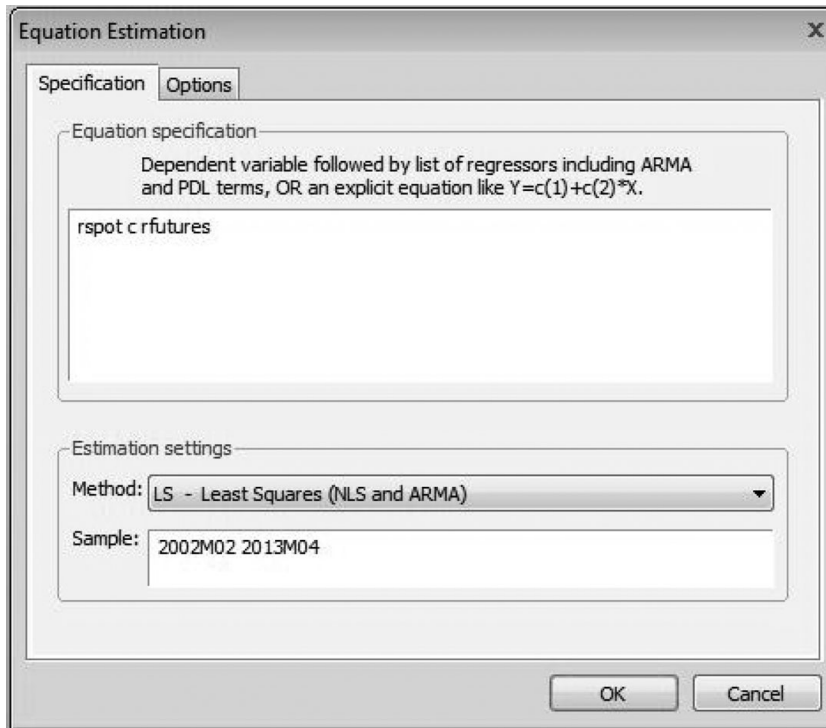 Equation Estimation
x
Specification
Options
Equation specification
Dependent variable followed by list of regressors including ARMA
and PDL terms, OR an explicit equation like Y=c(1)+c(2)*X.
rspot c rfutures
Estimation settings
Method: LS - Least Squares (NLS and ARMA)
Sample: 2002M02 2013M04
OK Cancel